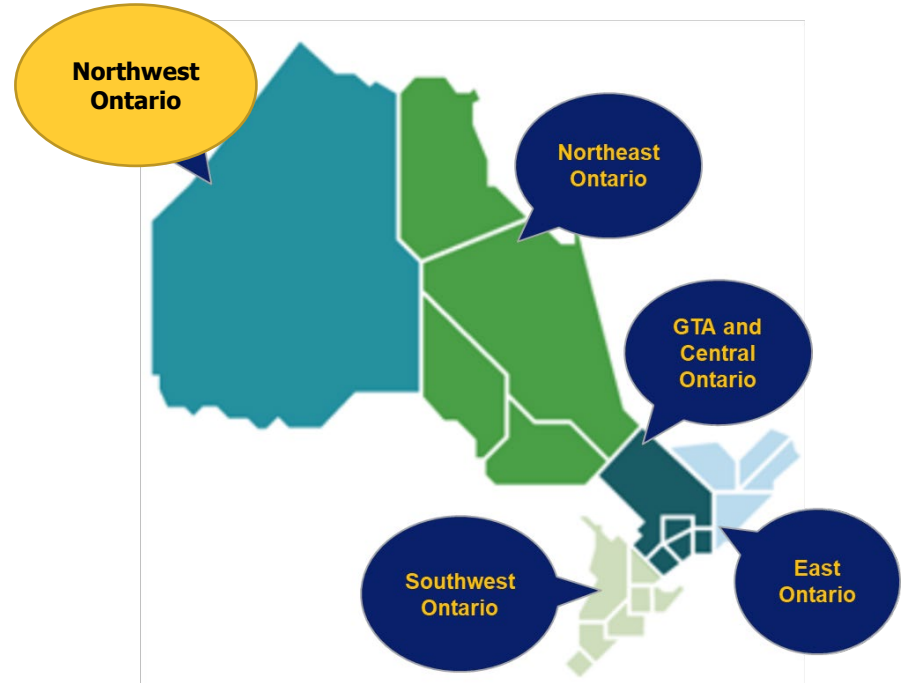 Northwest
Ontario
Northeast
Ontario
GTA and
Central
Ontario
Southwest
Ontario
East
Ontario